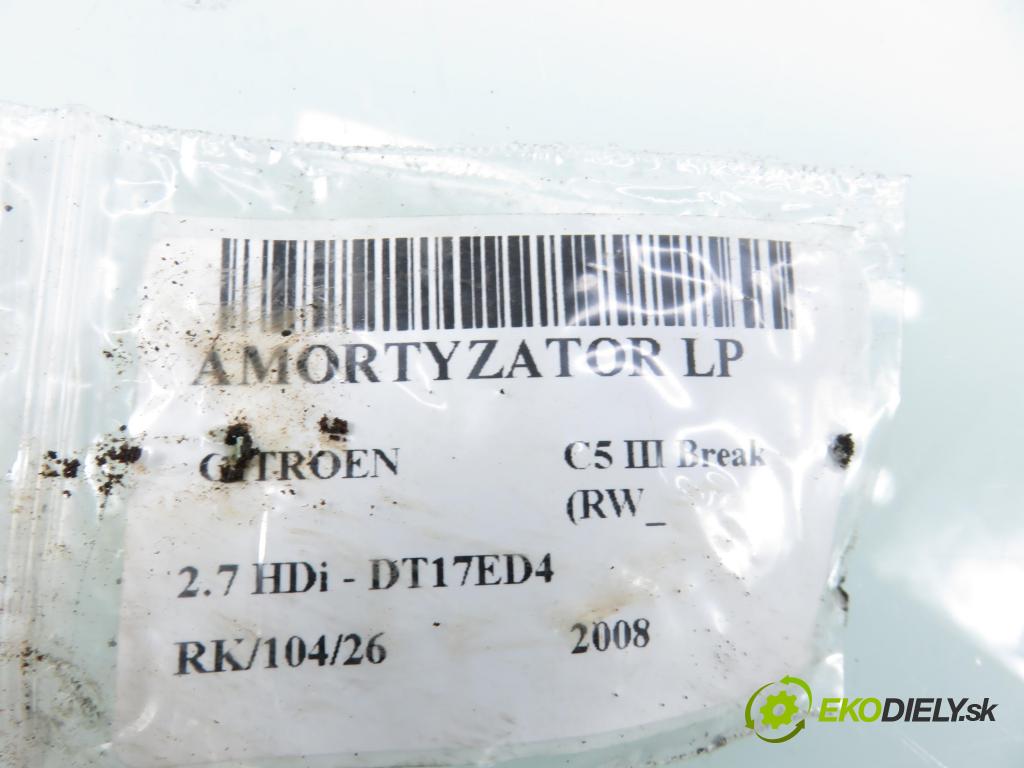 AMORTYZATOR LP
CITROEN
C5 III Break
(RW_
2.7 HDi - DT17ED4
RK/104/26
2008
EKODIELY.sk